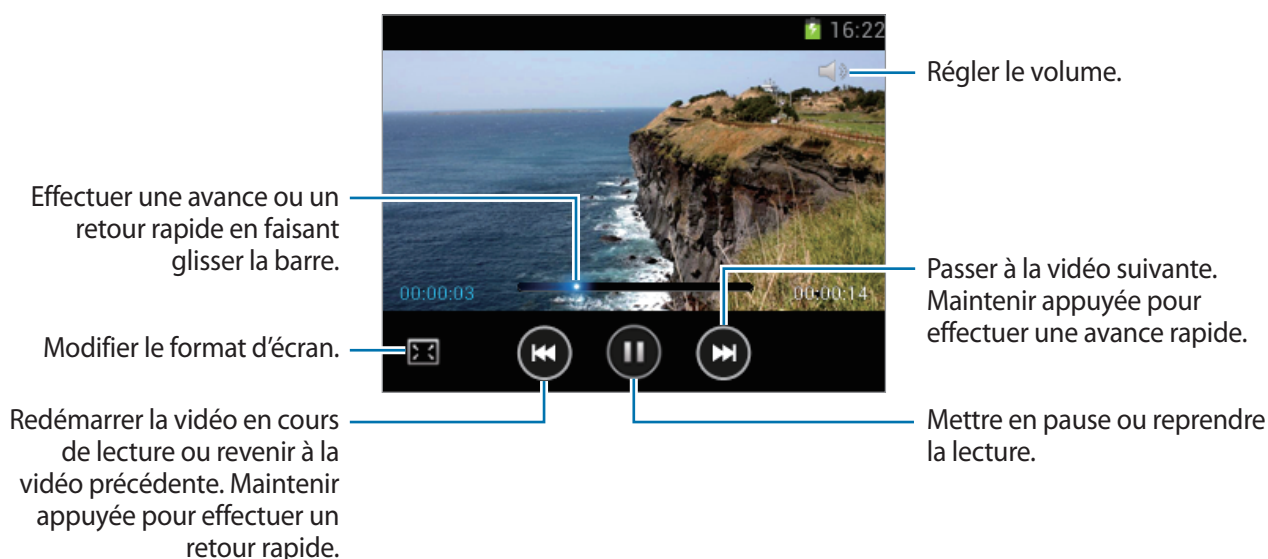 16:22
Régler le volume.
Effectuer une avance ou un
retour rapide en faisant
glisser la barre.
00:00:03
00:00:14
Passer à la vidéo suivante.
Maintenir appuyée pour
effectuer une avance rapide.
Modifier le format d'écran.
Redémarrer la vidéo en cours
de lecture ou revenir à la
vidéo précédente. Maintenir
appuyée pour effectuer un
retour rapide.
Mettre en pause ou reprendre
la lecture.